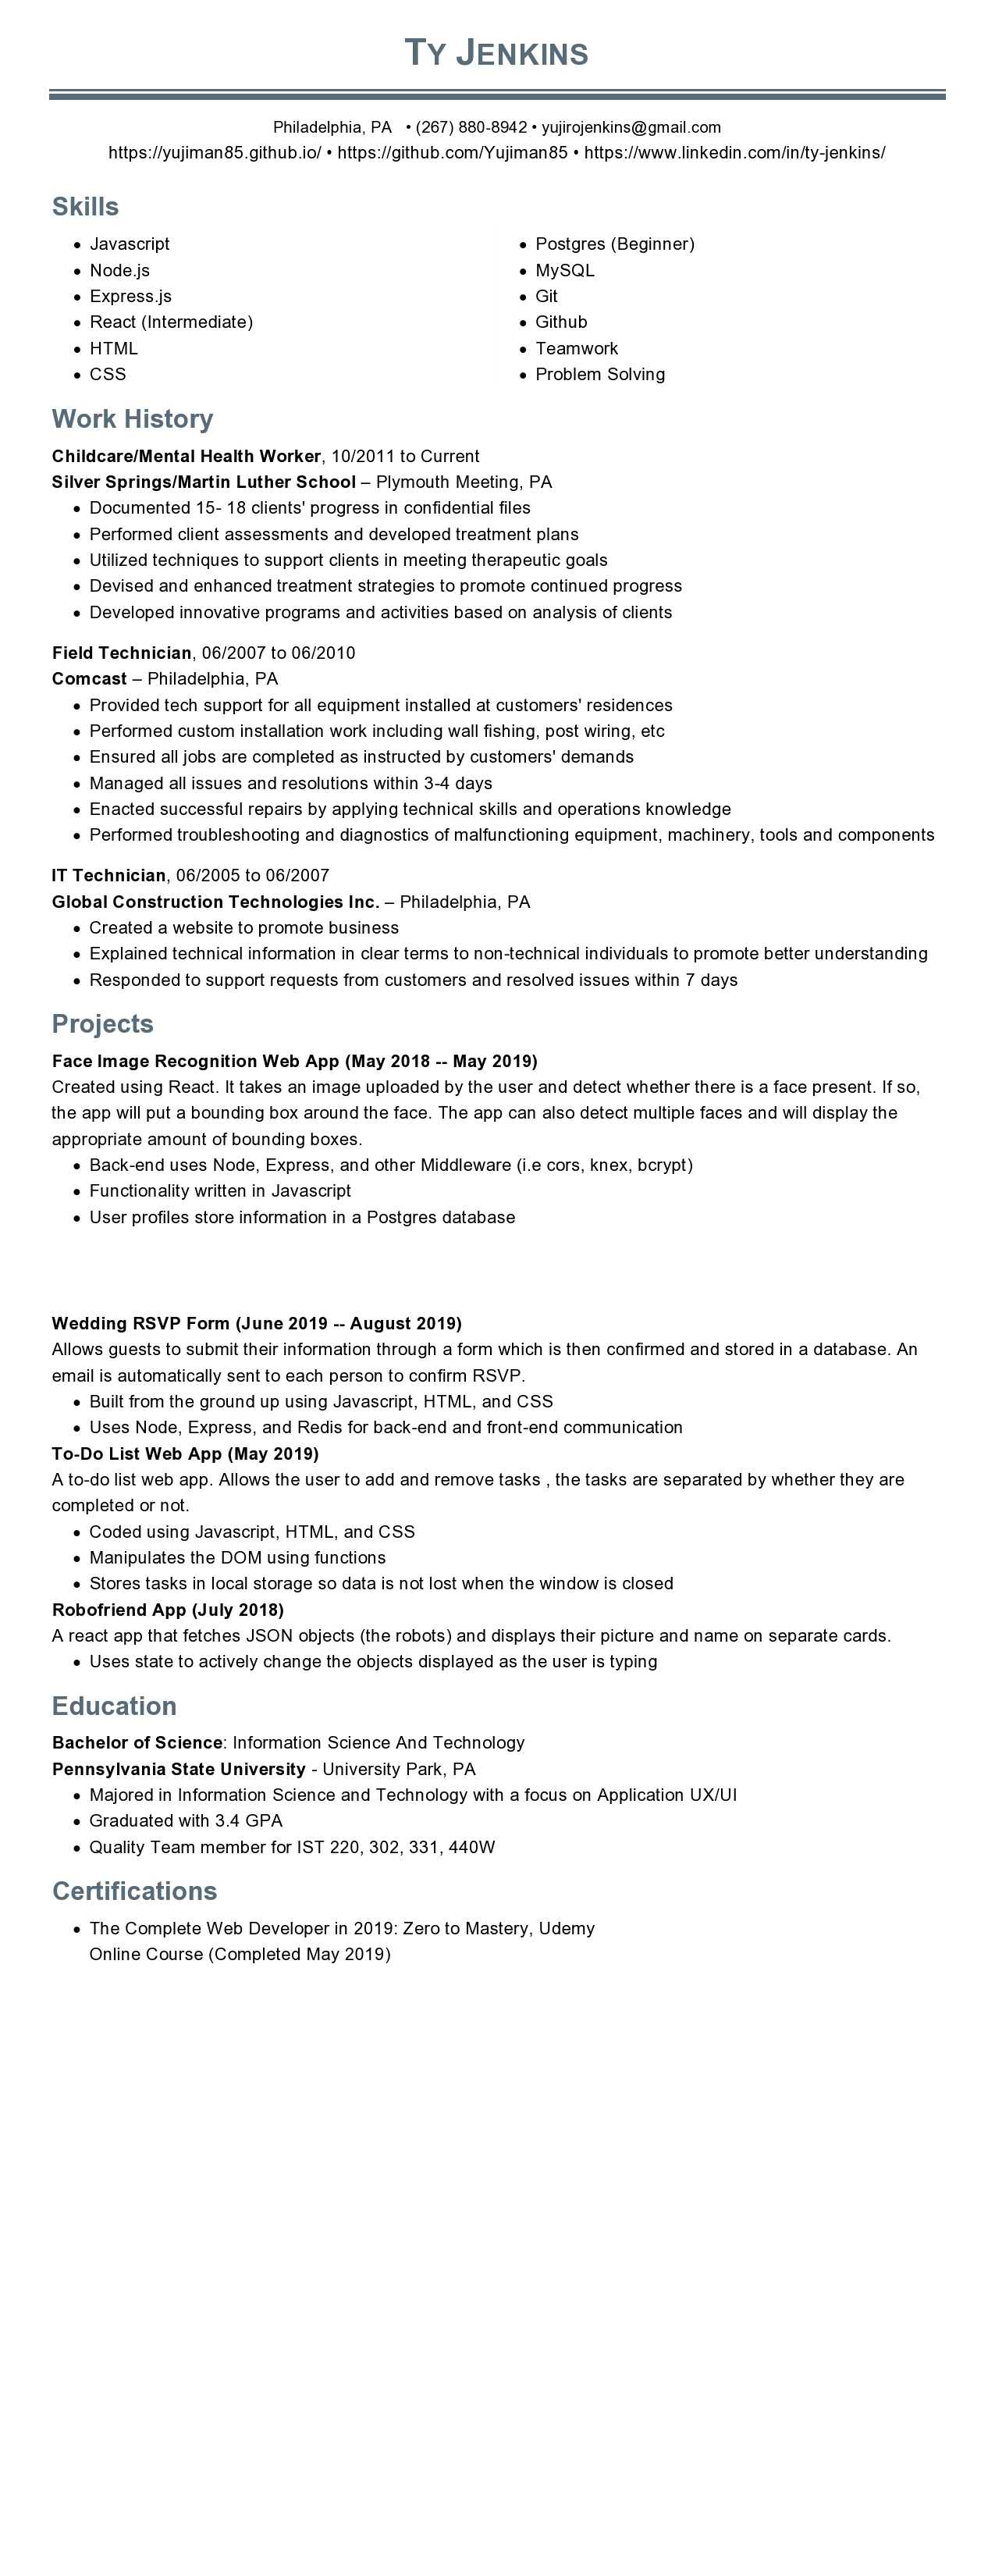 TY JENKINS
Philadelphia, PA • (267) 880-8942 • yujirojenkins@gmail.com
https://yujiman85.github.io/ • https://github.com/Yujiman85 • https://www.linkedin.com/in/ty-jenkins/
Skills
• Javascript
• Node.js
• Express.js
• React (Intermediate)
• HTML
• CSS
• Postgres (Beginner)
• MySQL
• Git
• Github
• Teamwork
• Problem Solving
Work History
Childcare/Mental Health Worker, 10/2011 to Current
Silver Springs/Martin Luther School – Plymouth Meeting, PA
• Documented 15- 18 clients' progress in confidential files
• Performed client assessments and developed treatment plans
• Utilized techniques to support clients in meeting therapeutic goals
• Devised and enhanced treatment strategies to promote continued progress
• Developed innovative programs and activities based on analysis of clients
Field Technician, 06/2007 to 06/2010
Comcast – Philadelphia, PA
• Provided tech support for all equipment installed at customers' residences
• Performed custom installation work including wall fishing, post wiring, etc
• Ensured all jobs are completed as instructed by customers' demands
• Managed all issues and resolutions within 3-4 days
• Enacted successful repairs by applying technical skills and operations knowledge
• Performed troubleshooting and diagnostics of malfunctioning equipment, machinery, tools and components
IT Technician, 06/2005 to 06/2007
Global Construction Technologies Inc. – Philadelphia, PA
• Created a website to promote business
• Explained technical information in clear terms to non-technical individuals to promote better understanding
• Responded to support requests from customers and resolved issues within 7 days
Projects
Face Image Recognition Web App (May 2018 -- May 2019)
Created using React. It takes an image uploaded by the user and detect whether there is a face present. If so,
the app will put a bounding box around the face. The app can also detect multiple faces and will display the
appropriate amount of bounding boxes.
• Back-end uses Node, Express, and other Middleware (i.e cors, knex, bcrypt)
• Functionality written in Javascript
• User profiles store information in a Postgres database
Wedding RSVP Form (June 2019 -- August 2019)
Allows guests to submit their information through a form which is then confirmed and stored in a database. An
email is automatically sent to each person to confirm RSVP.
• Built from the ground up using Javascript, HTML, and CSS
• Uses Node, Express, and Redis for back-end and front-end communication
To-Do List Web App (May 2019)
A to-do list web app. Allows the user to add and remove tasks , the tasks are separated by whether they are
completed or not.
• Coded using Javascript, HTML, and CSS
• Manipulates the DOM using functions
• Stores tasks in local storage so data is not lost when the window is closed
Robofriend App (July 2018)
A react app that fetches JSON objects (the robots) and displays their picture and name on separate cards.
• Uses state to actively change the objects displayed as the user is typing
Education
Bachelor of Science: Information Science And Technology
Pennsylvania State University - University Park, PA
• Majored in Information Science and Technology with a focus on Application UX/UI
• Graduated with 3.4 GPA
• Quality Team member for IST 220, 302, 331, 440W
Certifications
• The Complete Web Developer in 2019: Zero to Mastery, Udemy
Online Course (Completed May 2019)